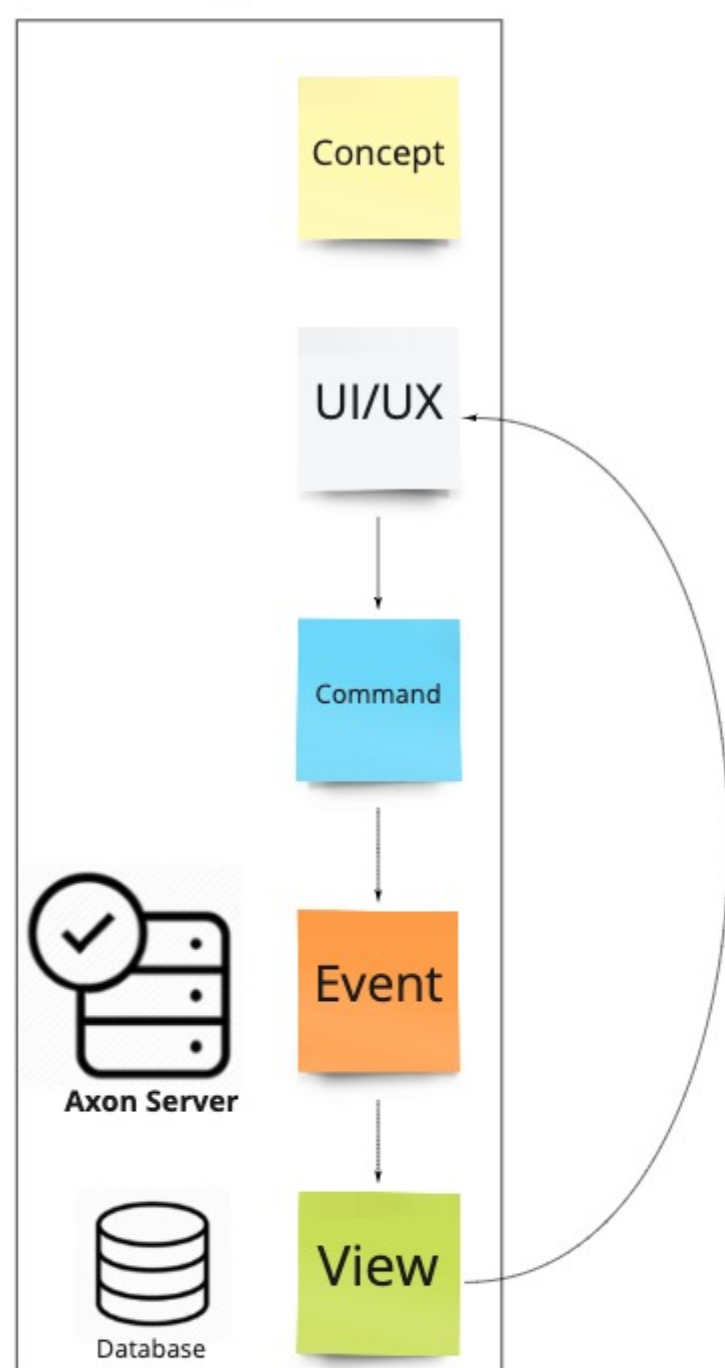 Concept
UI/UX
Command
Event
Axon Server
View
Database